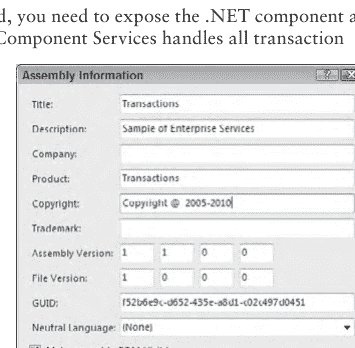 d, you need to expose the .NET component a
Component Services handles all transaction
Assembly Information
Title: Transactions
Description: Sample of Enterprise Services
Company:
Product: Transactions
Copyright: Copyright @ 2005-2010
Trademark:
Assembly Version: 1 1 0 0
File Version: 1 0 0 0
GUID: f52b6e9c-d652-435e-a8d1-c02c497d0451
Neutral Language: (None)